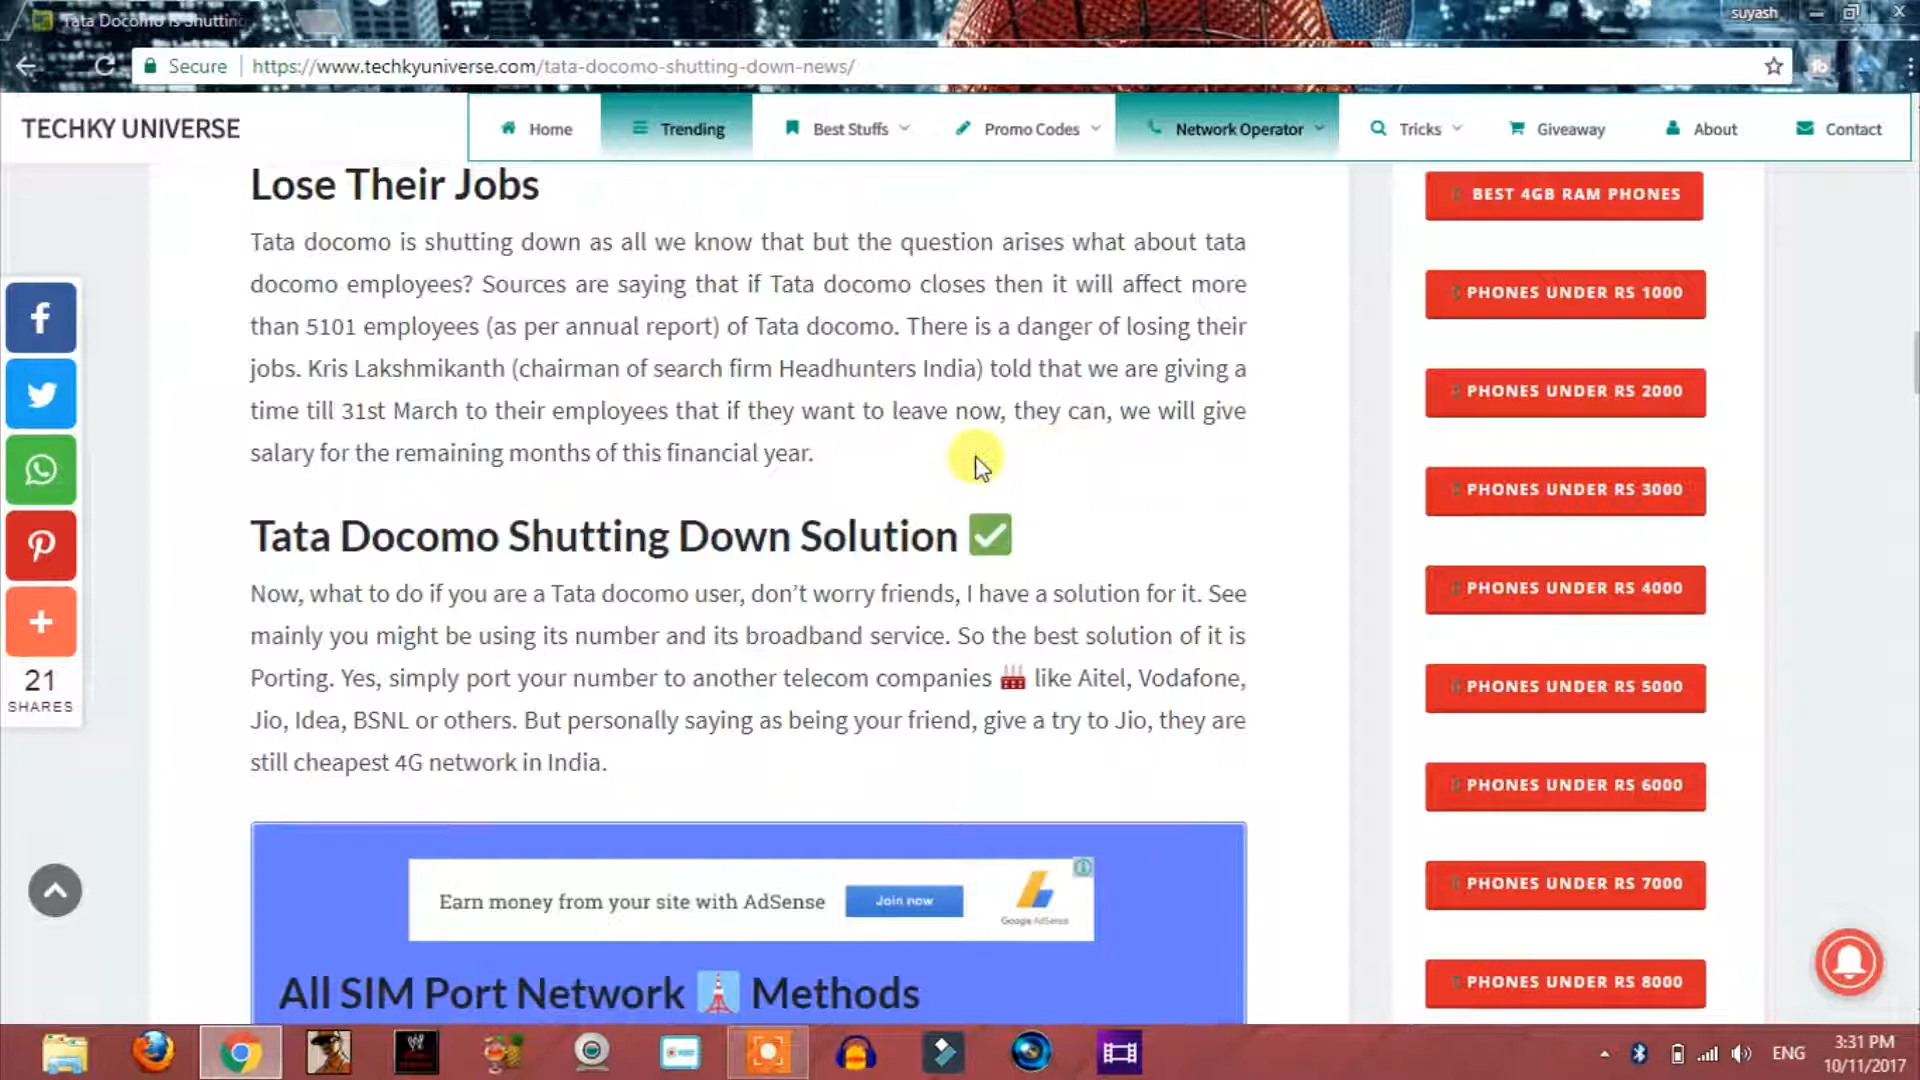 Tata Docomo Is Shutting
suyash
Secure
https://www.techkyuniverse.com/tata-docomo-shutting-down-news/
TECHKY UNIVERSE
Home
Trending
Best Stuffs
Promo Codes
Network Operator
Tricks
Giveaway
About
Contact
Lose Their Jobs
Tata docomo is shutting down as all we know that but the question arises what about tata
docomo employees? Sources are saying that if Tata docomo closes then it will affect more
than 5101 employees (as per annual report) of Tata docomo. There is a danger of losing their
jobs. Kris Lakshmikanth (chairman of search firm Headhunters India) told that we are giving a
time till 31st March to their employees that if they want to leave now, they can, we will give
salary for the remaining months of this financial year.
Tata Docomo Shutting Down Solution ✅
Now, what to do if you are a Tata docomo user, don’t worry friends, I have a solution for it. See
mainly you might be using its number and its broadband service. So the best solution of it is
Porting. Yes, simply port your number to another telecom companies 🏭 like Aitel, Vodafone,
Jio, Idea, BSNL or others. But personally saying as being your friend, give a try to Jio, they are
still cheapest 4G network in India.
Earn money from your site with AdSense
Join now
Google AdSense
All SIM Port Network 🗼 Methods
21
SHARES
BEST 4GB RAM PHONES
PHONES UNDER RS 1000
PHONES UNDER RS 2000
PHONES UNDER RS 3000
PHONES UNDER RS 4000
PHONES UNDER RS 5000
PHONES UNDER RS 6000
PHONES UNDER RS 7000
PHONES UNDER RS 8000
ENG
3:31 PM
10/11/2017